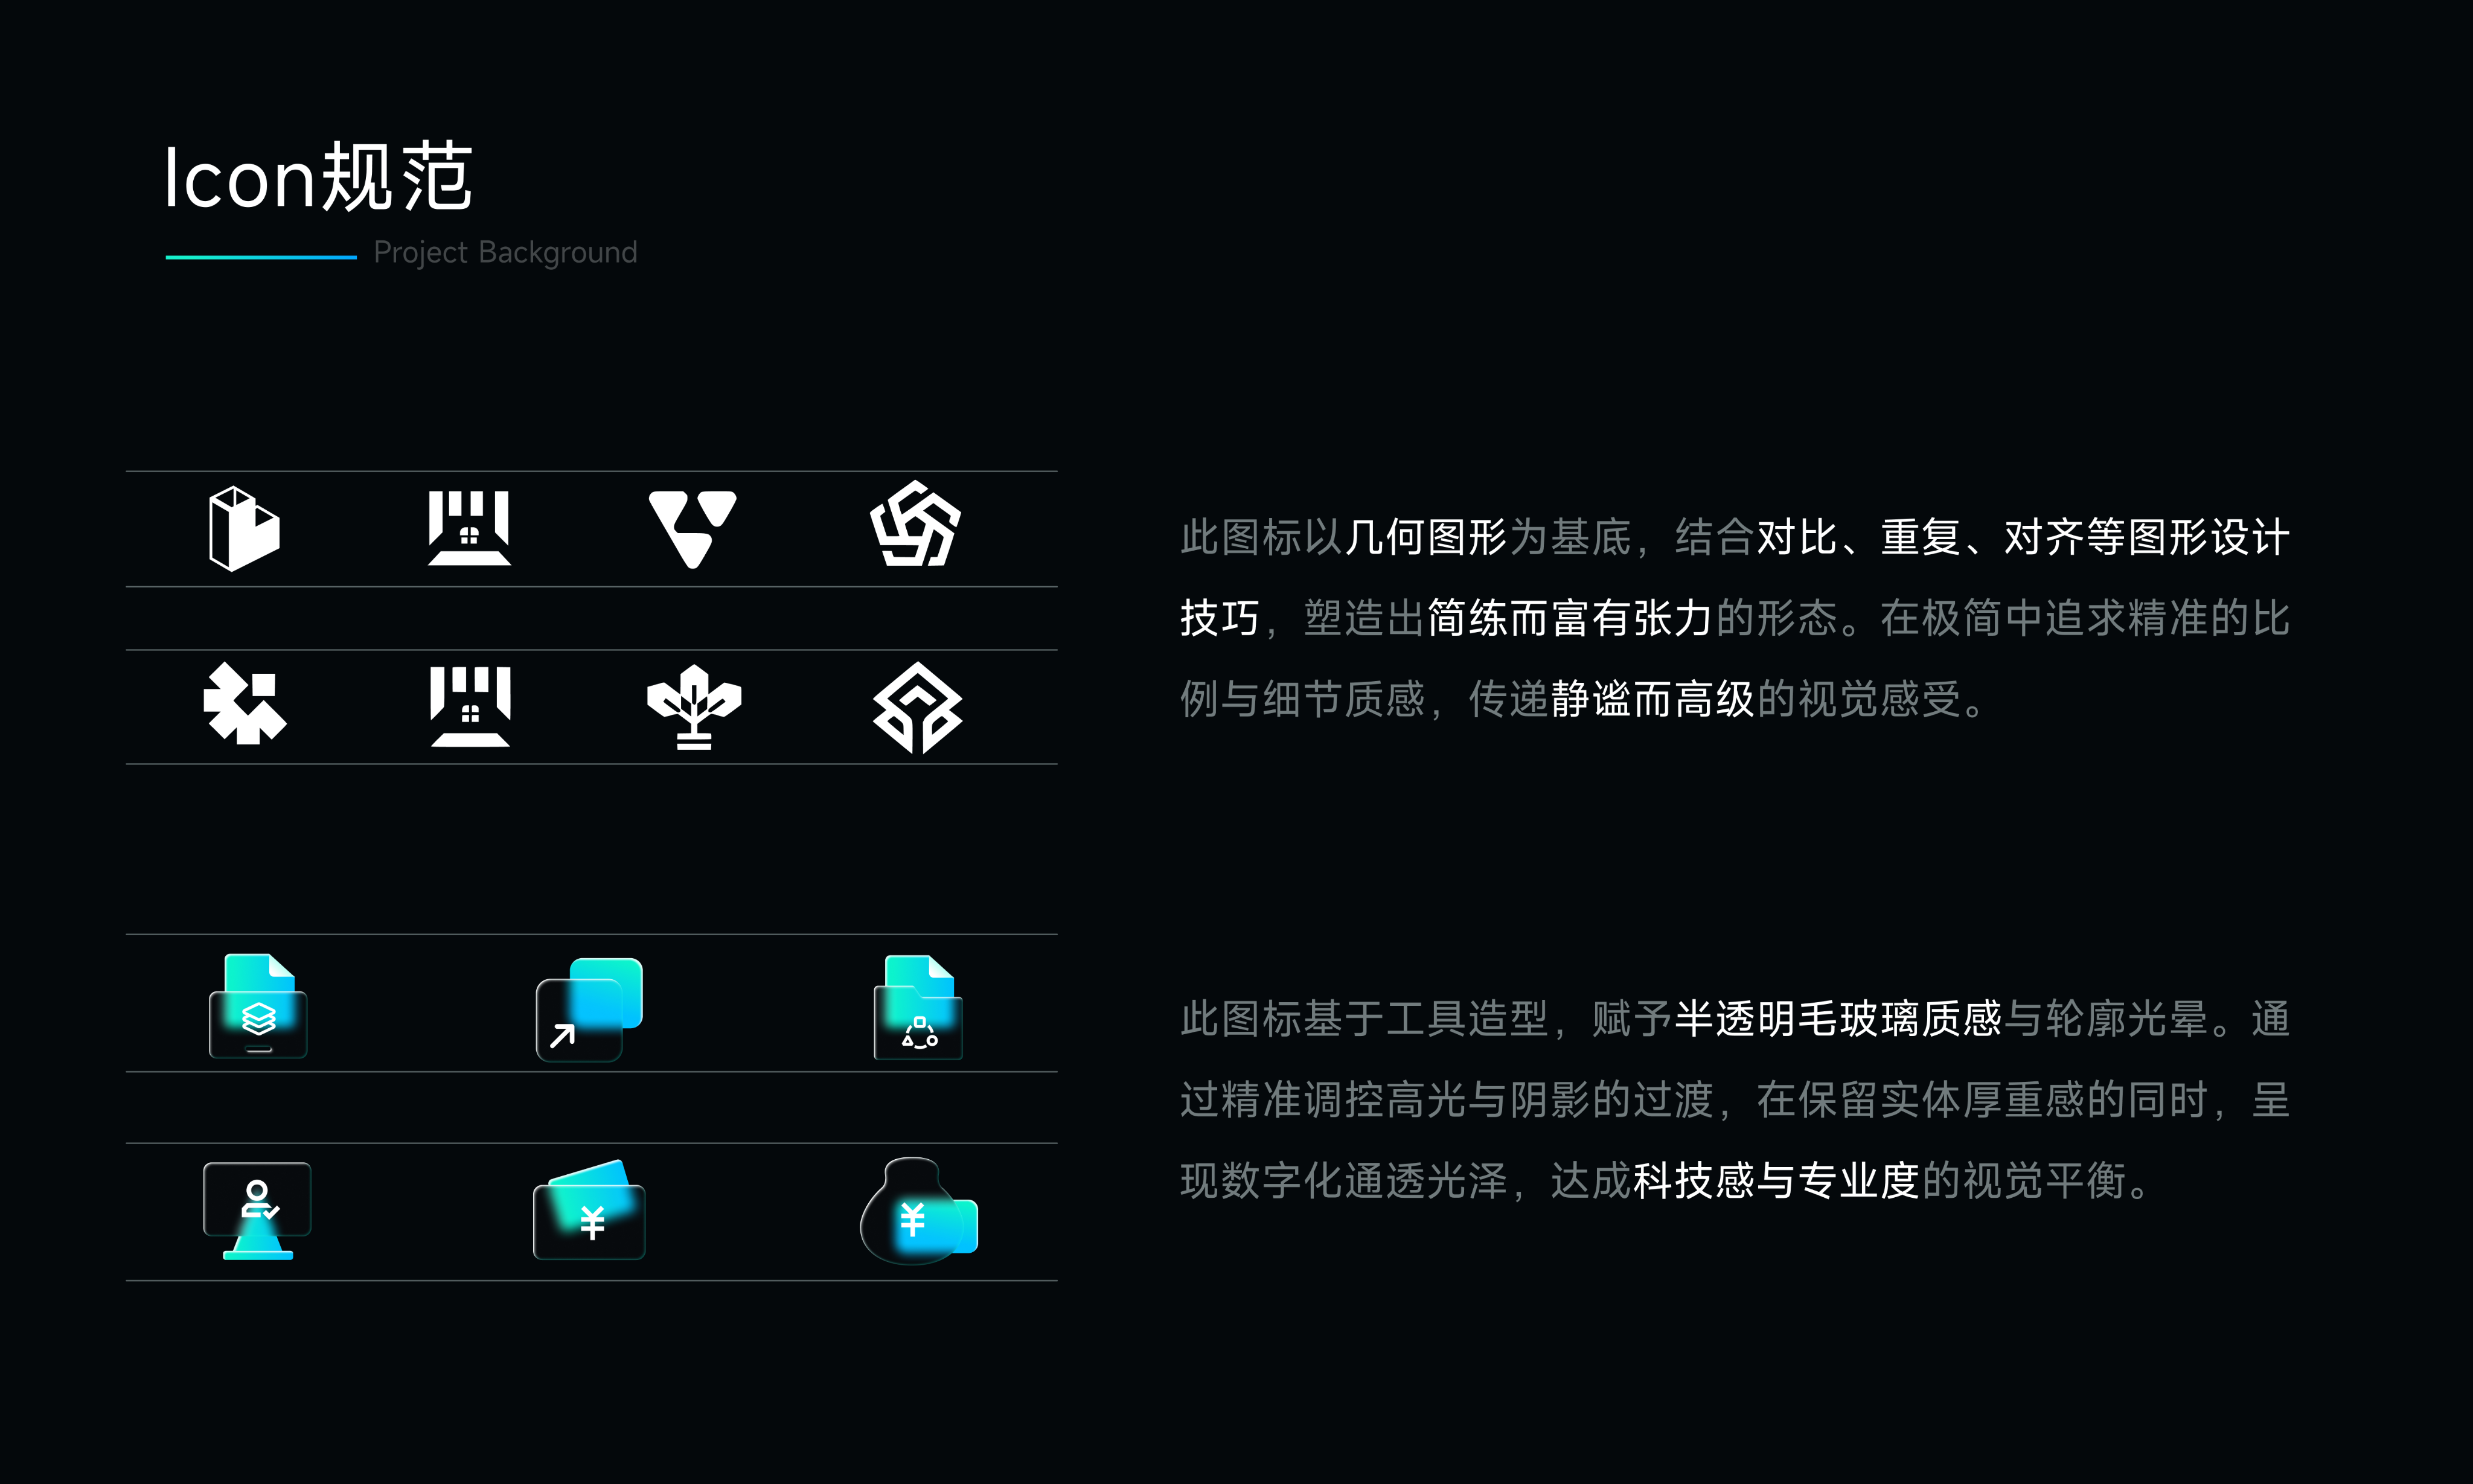 Icon规范
Project Background
此图标以几何图形为基底，结合对比、重复、对齐等图形设计
技巧，塑造出简练而富有张力的形态。在极简中追求精准的比
例与细节质感，传递静谧而高级的视觉感受。
此图标基于工具造型，赋予半透明毛玻璃质感与轮廓光晕。通
过精准调控高光与阴影的过渡，在保留实体厚重感的同时，呈
现数字化通透光泽，达成科技感与专业度的视觉平衡。
¥
¥